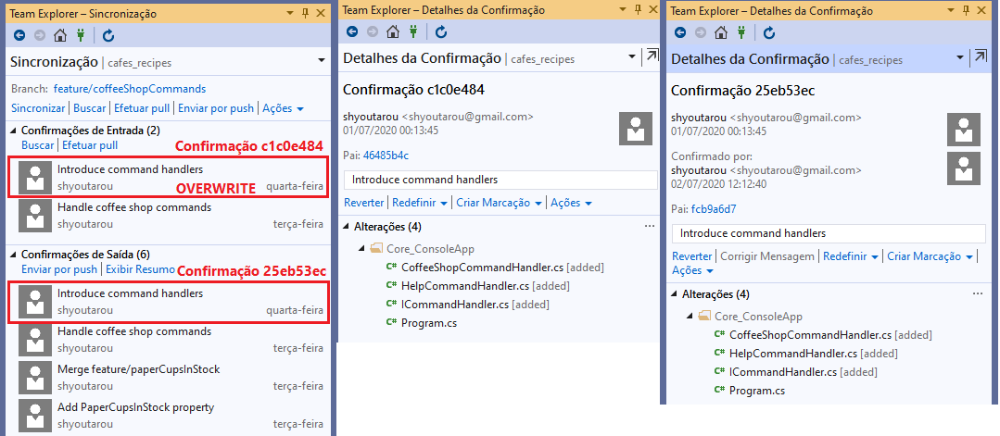 Team Explorer – Sincronização
Sincronização | cafes_recipes
Branch: feature/coffeeShopCommands
Sincronizar | Buscar | Efetuar pull | Enviar por push | Ações
Confirmações de Entrada (2)
Buscar | Efetuar pull
Confirmação c1c0e484
Introduce command handlers
shyoutarou OVERWRITE quarta-feira
Handle coffee shop commands
shyoutarou terça-feira
Confirmações de Saída (6)
Enviar por push | Exibir Resumo Confirmação 25eb53ec
Introduce command handlers
shyoutarou quarta-feira
Handle coffee shop commands
shyoutarou terça-feira
Merge feature/paperCupsInStock
shyoutarou terça-feira
Add PaperCupsInStock property
shyoutarou terça-feira
Team Explorer – Detalhes da Confirmação
Detalhes da Confirmação | cafes_recipes
Confirmação c1c0e484
shyoutarou <shyoutarou@gmail.com>
01/07/2020 00:13:45
Pai: 46485b4c
Introduce command handlers
Reverter | Redefinir | Criar Marcação | Ações
Alterações (4) ...
Core_ConsoleApp
C# CoffeeShopCommandHandler.cs [added]
C# HelpCommandHandler.cs [added]
C# ICommandHandler.cs [added]
C# Program.cs
Team Explorer – Detalhes da Confirmação
Detalhes da Confirmação | cafes_recipes
Confirmação 25eb53ec
shyoutarou <shyoutarou@gmail.com>
01/07/2020 00:13:45
Confirmado por:
shyoutarou <shyoutarou@gmail.com>
02/07/2020 12:12:40
Pai: fcb9a6d7
Introduce command handlers
Reverter | Corrigir Mensagem | Redefinir | Criar Marcação |
Ações
Alterações (4) ...
Core_ConsoleApp
C# CoffeeShopCommandHandler.cs [added]
C# HelpCommandHandler.cs [added]
C# ICommandHandler.cs [added]
C# Program.cs